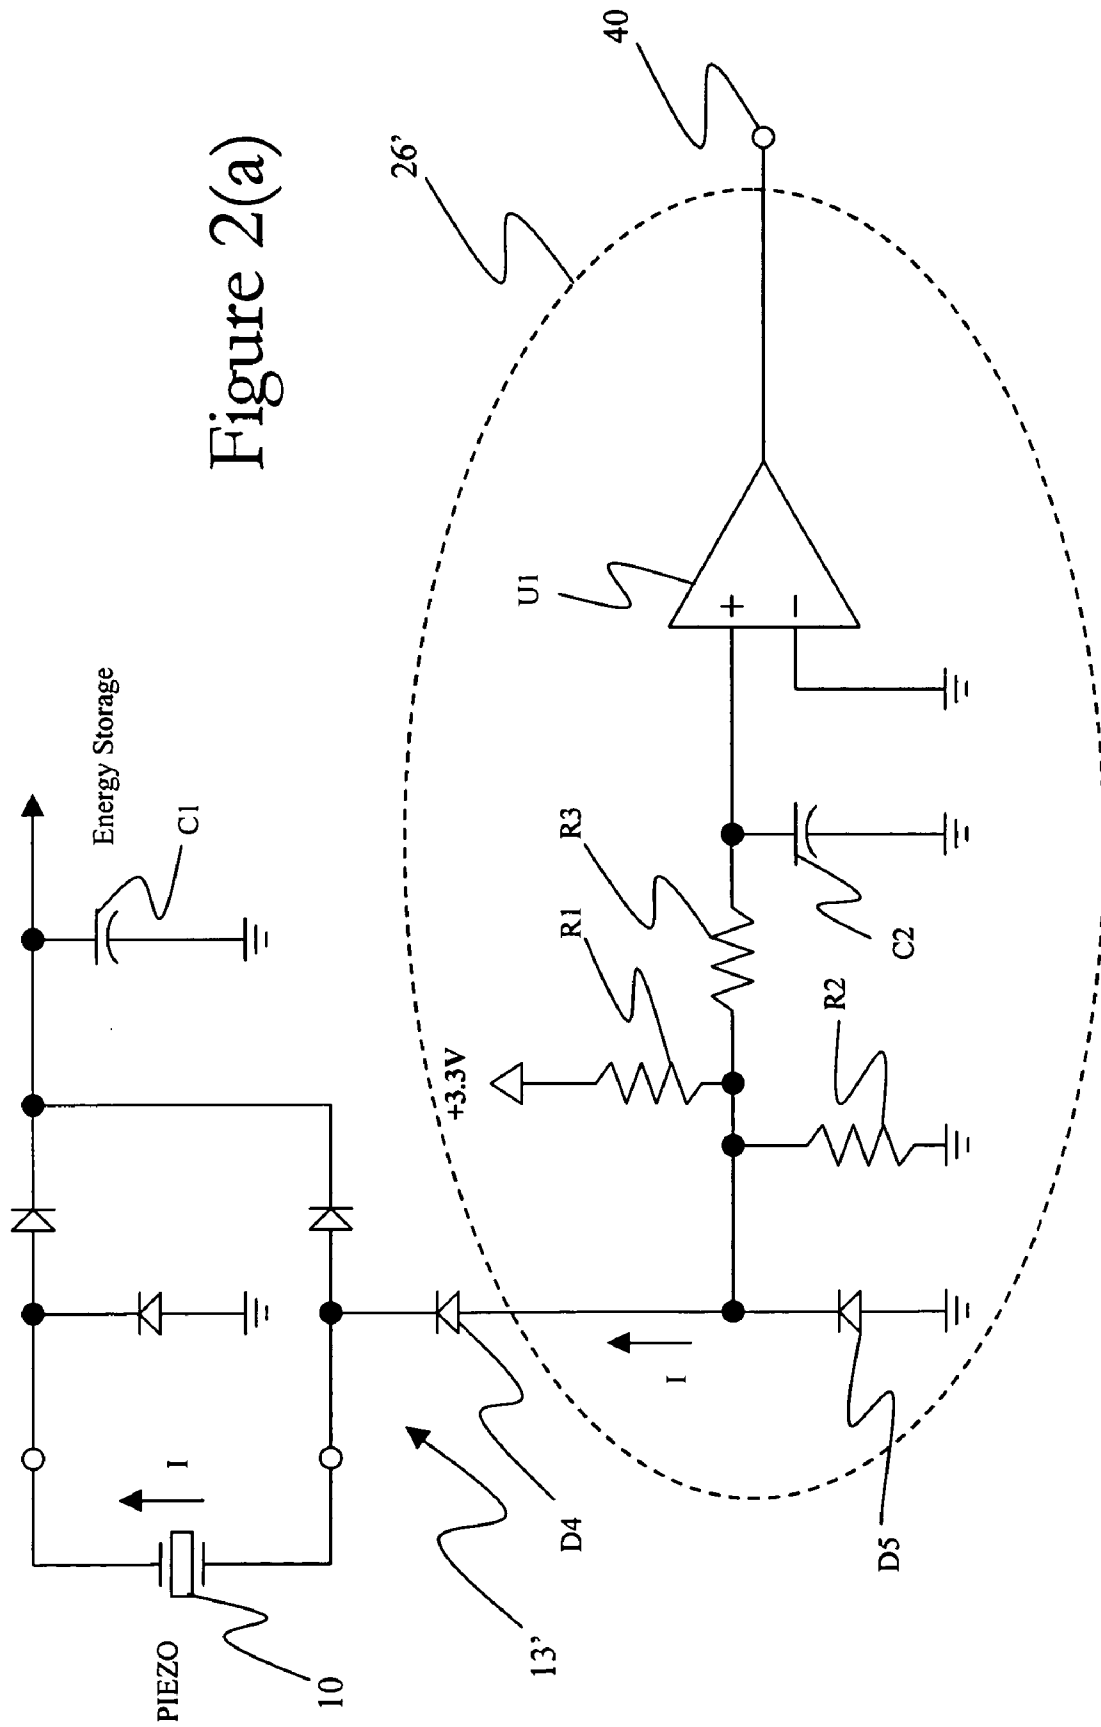 Figure 2(a)
PIEZO
10
I
Energy Storage
C1
13'
D4
I
+3.3V
R1
R3
U1
26'
40
+
−
D5
R2
C2